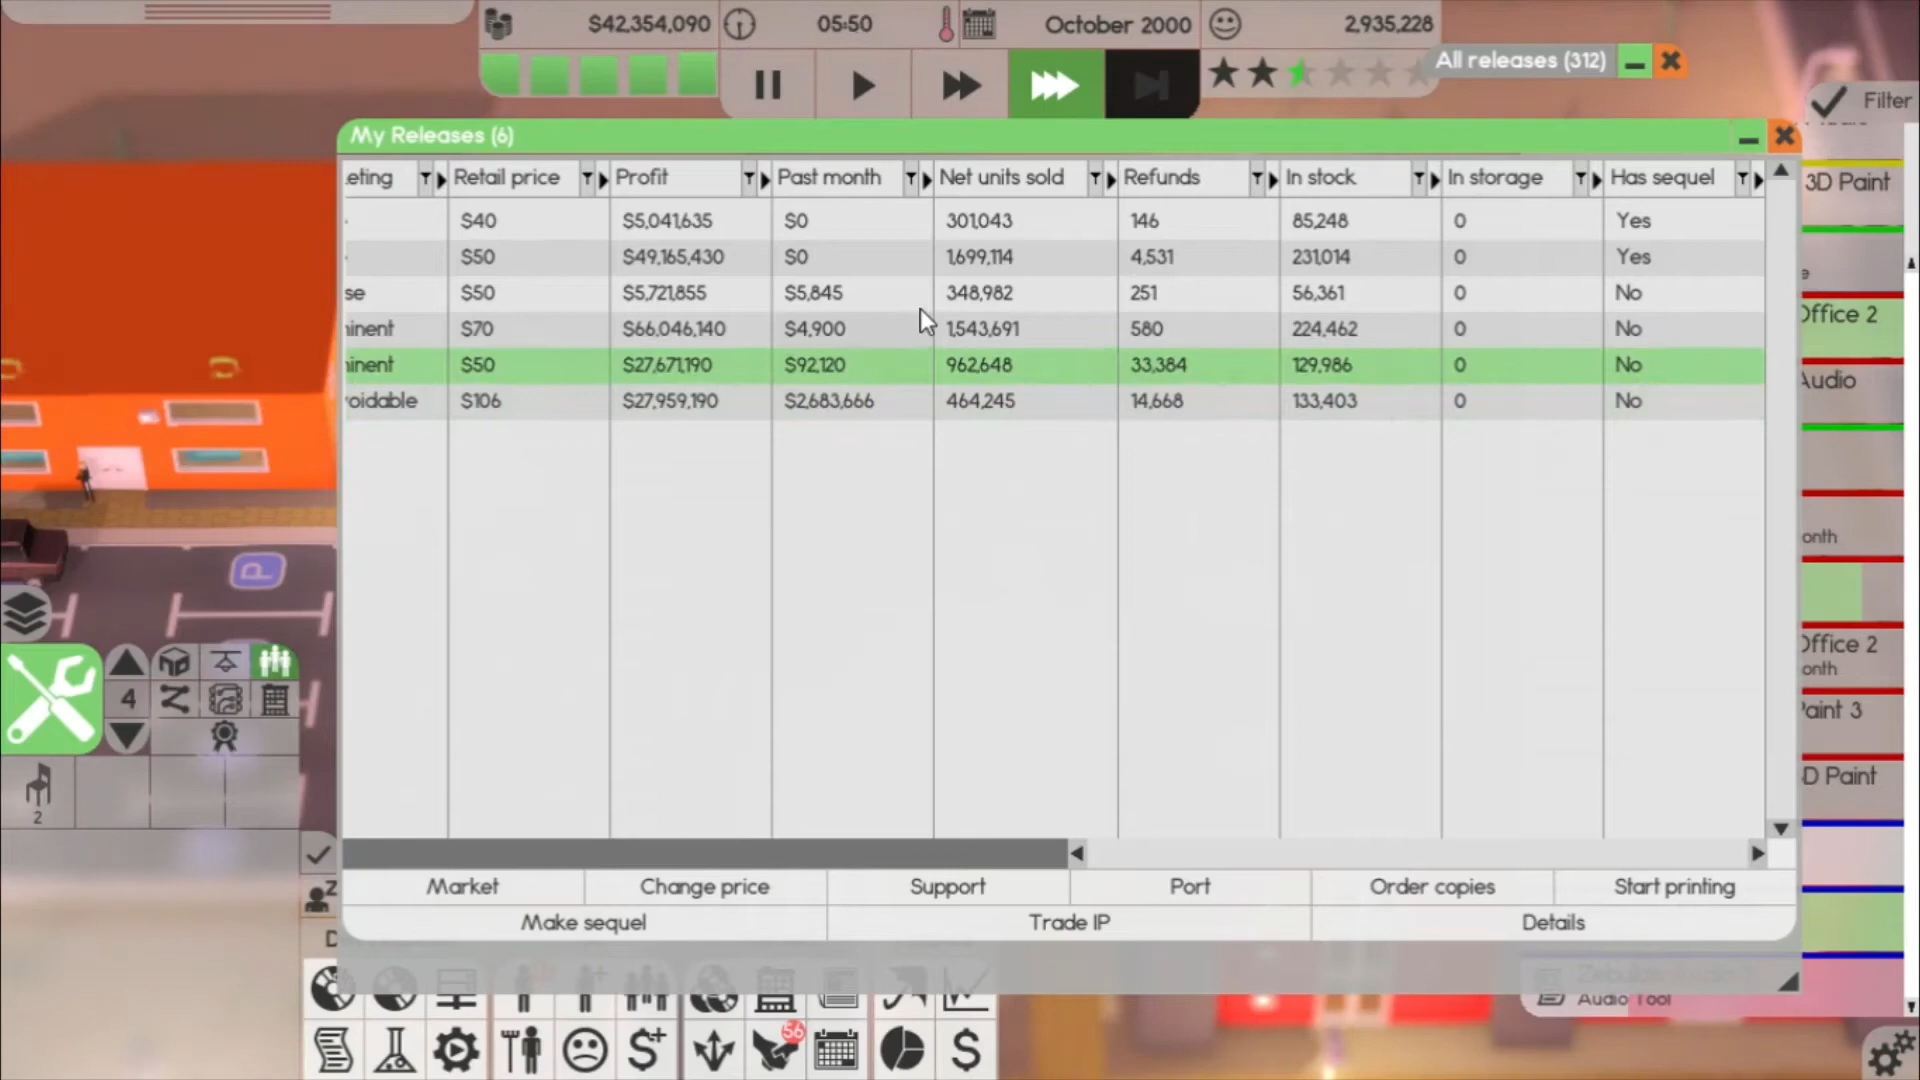 $42,354,090 05:50 October 2000 2,935,228
All releases (312)
Filter
My Releases (6)
eting Retail price Profit Past month Net units sold Refunds In stock In storage Has sequel
$40 $5,041,635 $0 301,043 146 85,248 0 Yes
$50 $49,165,430 $0 1,699,114 4,531 231,014 0 Yes
se $50 $5,721,855 $5,845 348,982 251 56,361 0 No
inent $70 $66,046,140 $4,900 1,543,691 580 224,462 0 No
inent $50 $27,671,190 $92,120 962,648 33,384 129,986 0 No
oidable $106 $27,959,190 $2,683,666 464,245 14,668 133,403 0 No
3D Paint
Office 2
Audio
onth
Office 2
onth
Paint 3
D Paint
P
4
2
Market Change price Support Port Order copies Start printing
Make sequel Trade IP Details
Audio Tool
56